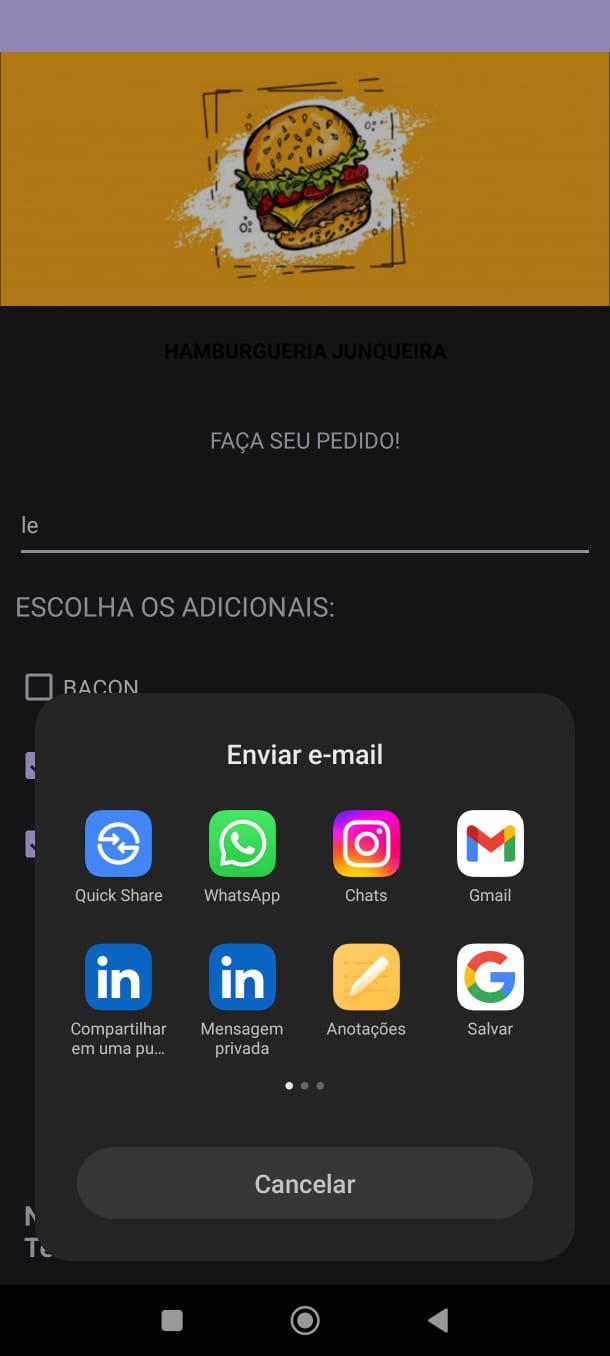 HAMBURGUERIA JUNQUEIRA
FAÇA SEU PEDIDO!
le
ESCOLHA OS ADICIONAIS:
BACON
Enviar e-mail
Quick Share
WhatsApp
Chats
Gmail
in
in
Compartilhar
em uma pu...
Mensagem
privada
Anotações
Salvar
Cancelar